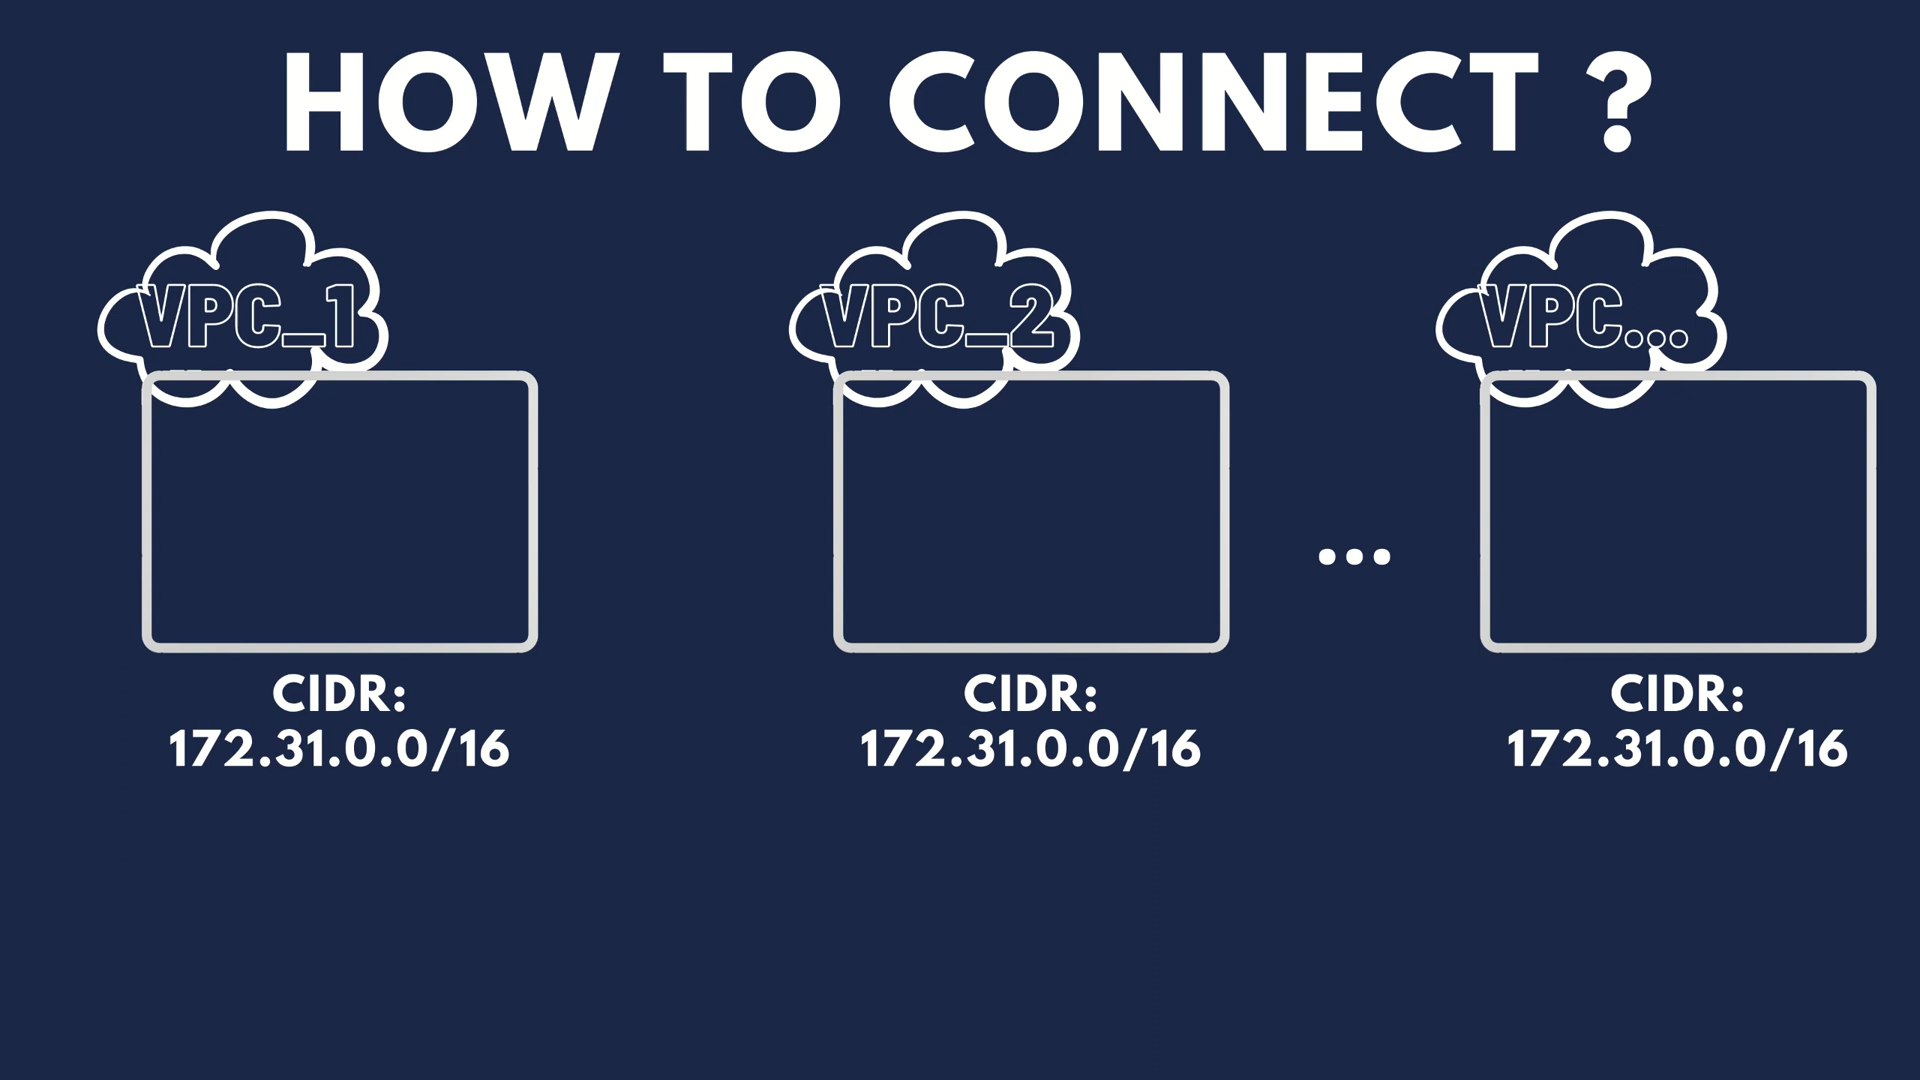 HOW TO CONNECT ?
VPC_1
VPC_2
VPC...
...
CIDR:
172.31.0.0/16
CIDR:
172.31.0.0/16
CIDR:
172.31.0.0/16